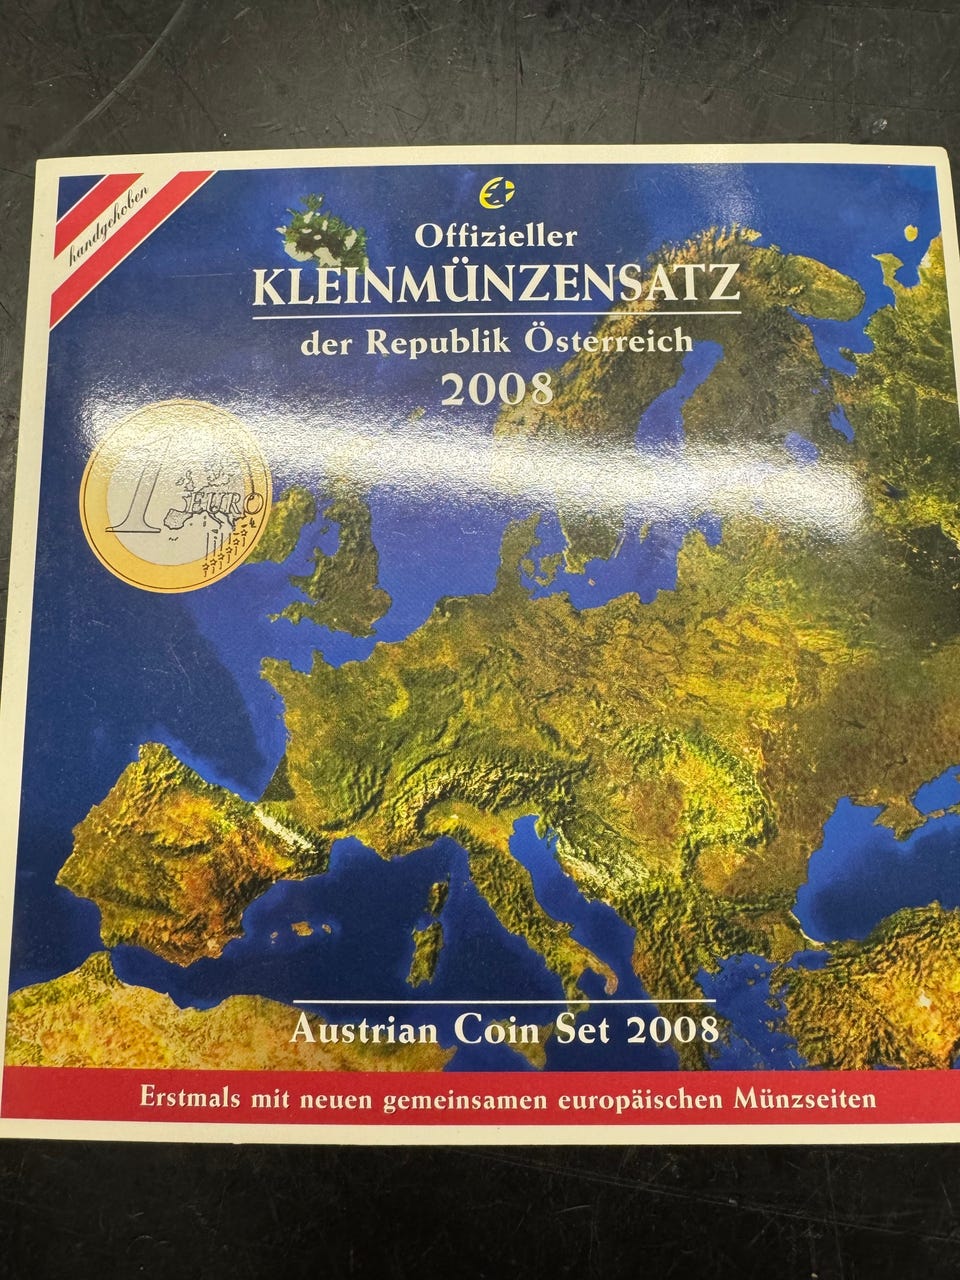 handgehoben
Offizieller
KLEINMÜNZENSATZ
der Republik Österreich
2008
1 EURO
Austrian Coin Set 2008
Erstmals mit neuen gemeinsamen europäischen Münzseiten